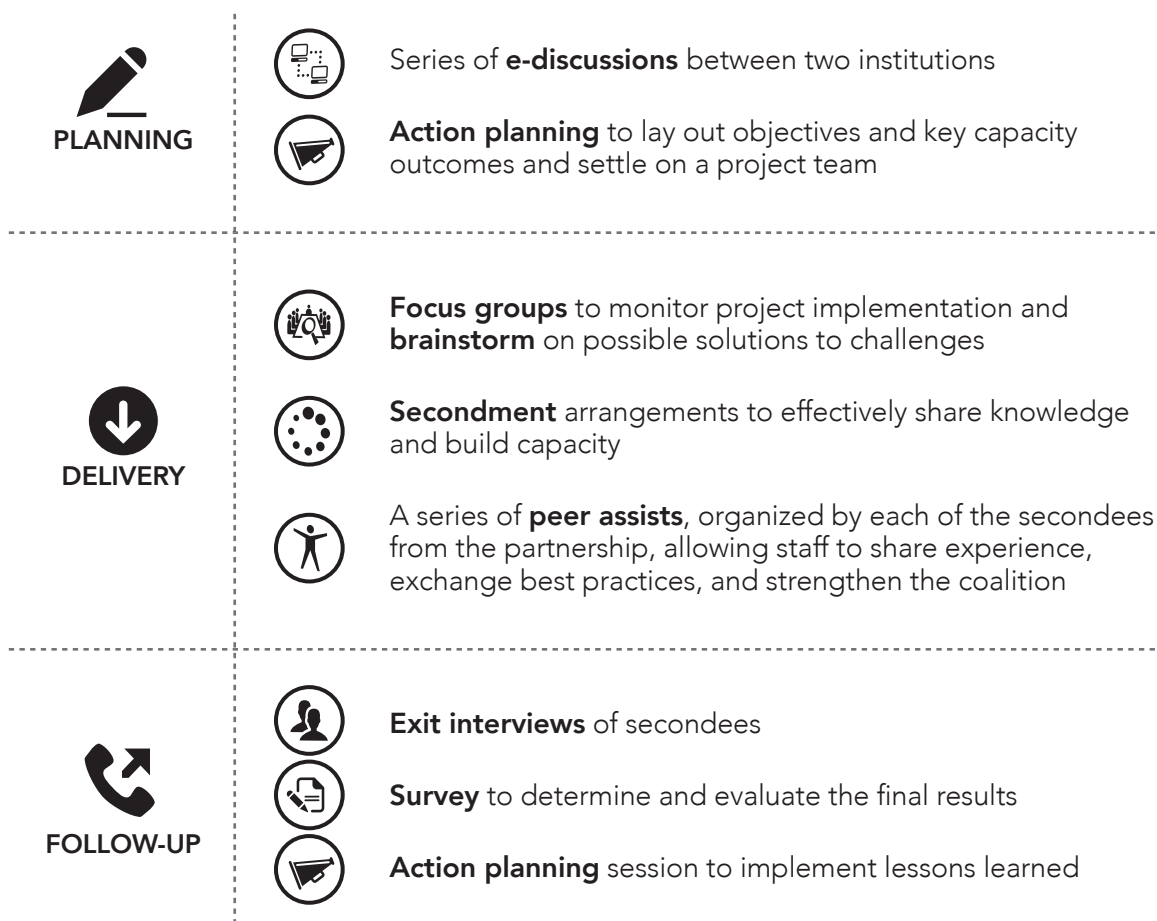 PLANNING
Series of e-discussions between two institutions
Action planning to lay out objectives and key capacity
outcomes and settle on a project team
DELIVERY
Focus groups to monitor project implementation and
brainstorm on possible solutions to challenges
Secondment arrangements to effectively share knowledge
and build capacity
A series of peer assists, organized by each of the secondees
from the partnership, allowing staff to share experience,
exchange best practices, and strengthen the coalition
FOLLOW-UP
Exit interviews of secondees
Survey to determine and evaluate the final results
Action planning session to implement lessons learned